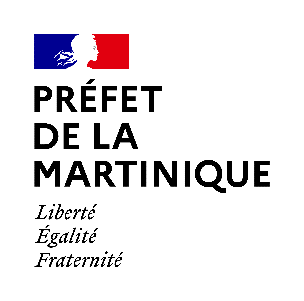 PRÉFET
DE LA
MARTINIQUE
Liberté
Égalité
Fraternité